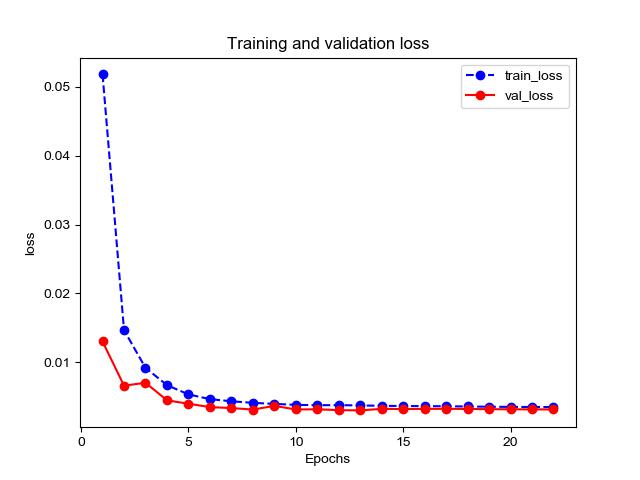 Training and validation loss
train_loss
val_loss
0.05
0.04
0.03
0.02
0.01
loss
0 5 10 15 20
Epochs